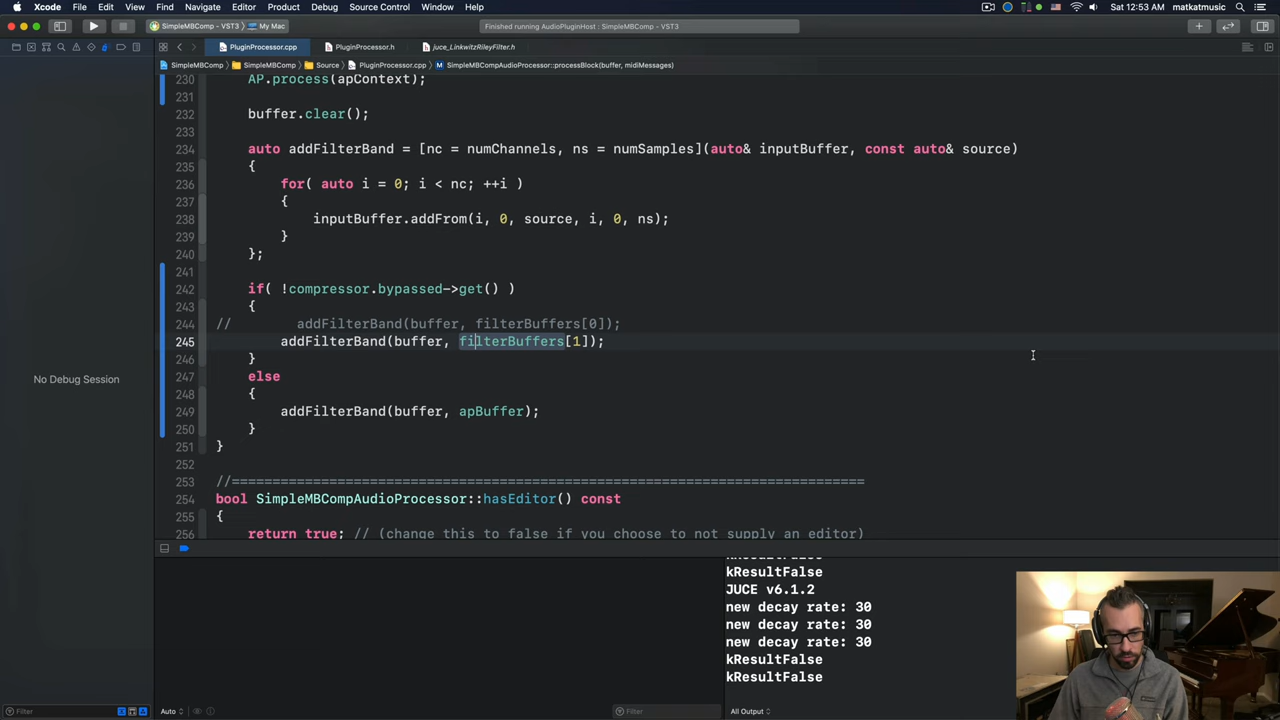 Xcode File Edit View Find Navigate Editor Product Debug Source Control Window Help Sat 12:53 AM matkatmusic
SimpleMBComp - VST3 My Mac Finished running AudioPluginHost : SimpleMBComp - VST3
PluginProcessor.cpp PluginProcessor.h juce_LinkwitzRileyFilter.h
SimpleMBComp SimpleMBComp Source PluginProcessor.cpp M SimpleMBCompAudioProcessor::processBlock(buffer, midiMessages)
230 AP.process(apContext);
231
232 buffer.clear();
233
234 auto addFilterBand = [nc = numChannels, ns = numSamples](auto& inputBuffer, const auto& source)
235 {
236 for( auto i = 0; i < nc; ++i )
237 {
238 inputBuffer.addFrom(i, 0, source, i, 0, ns);
239 }
240 };
241
242 if( !compressor.bypassed->get() )
243 {
244 // addFilterBand(buffer, filterBuffers[0]);
245 addFilterBand(buffer, filterBuffers[1]);
246 }
247 else
248 {
249 addFilterBand(buffer, apBuffer);
250 }
251 }
252
253 //==============================================================================
254 bool SimpleMBCompAudioProcessor::hasEditor() const
255 {
256 return true; // (change this to false if you choose to not supply an editor)
No Debug Session
kResultFalse
kResultFalse
JUCE v6.1.2
new decay rate: 30
new decay rate: 30
new decay rate: 30
kResultFalse
kResultFalse
Filter Auto Filter All Output